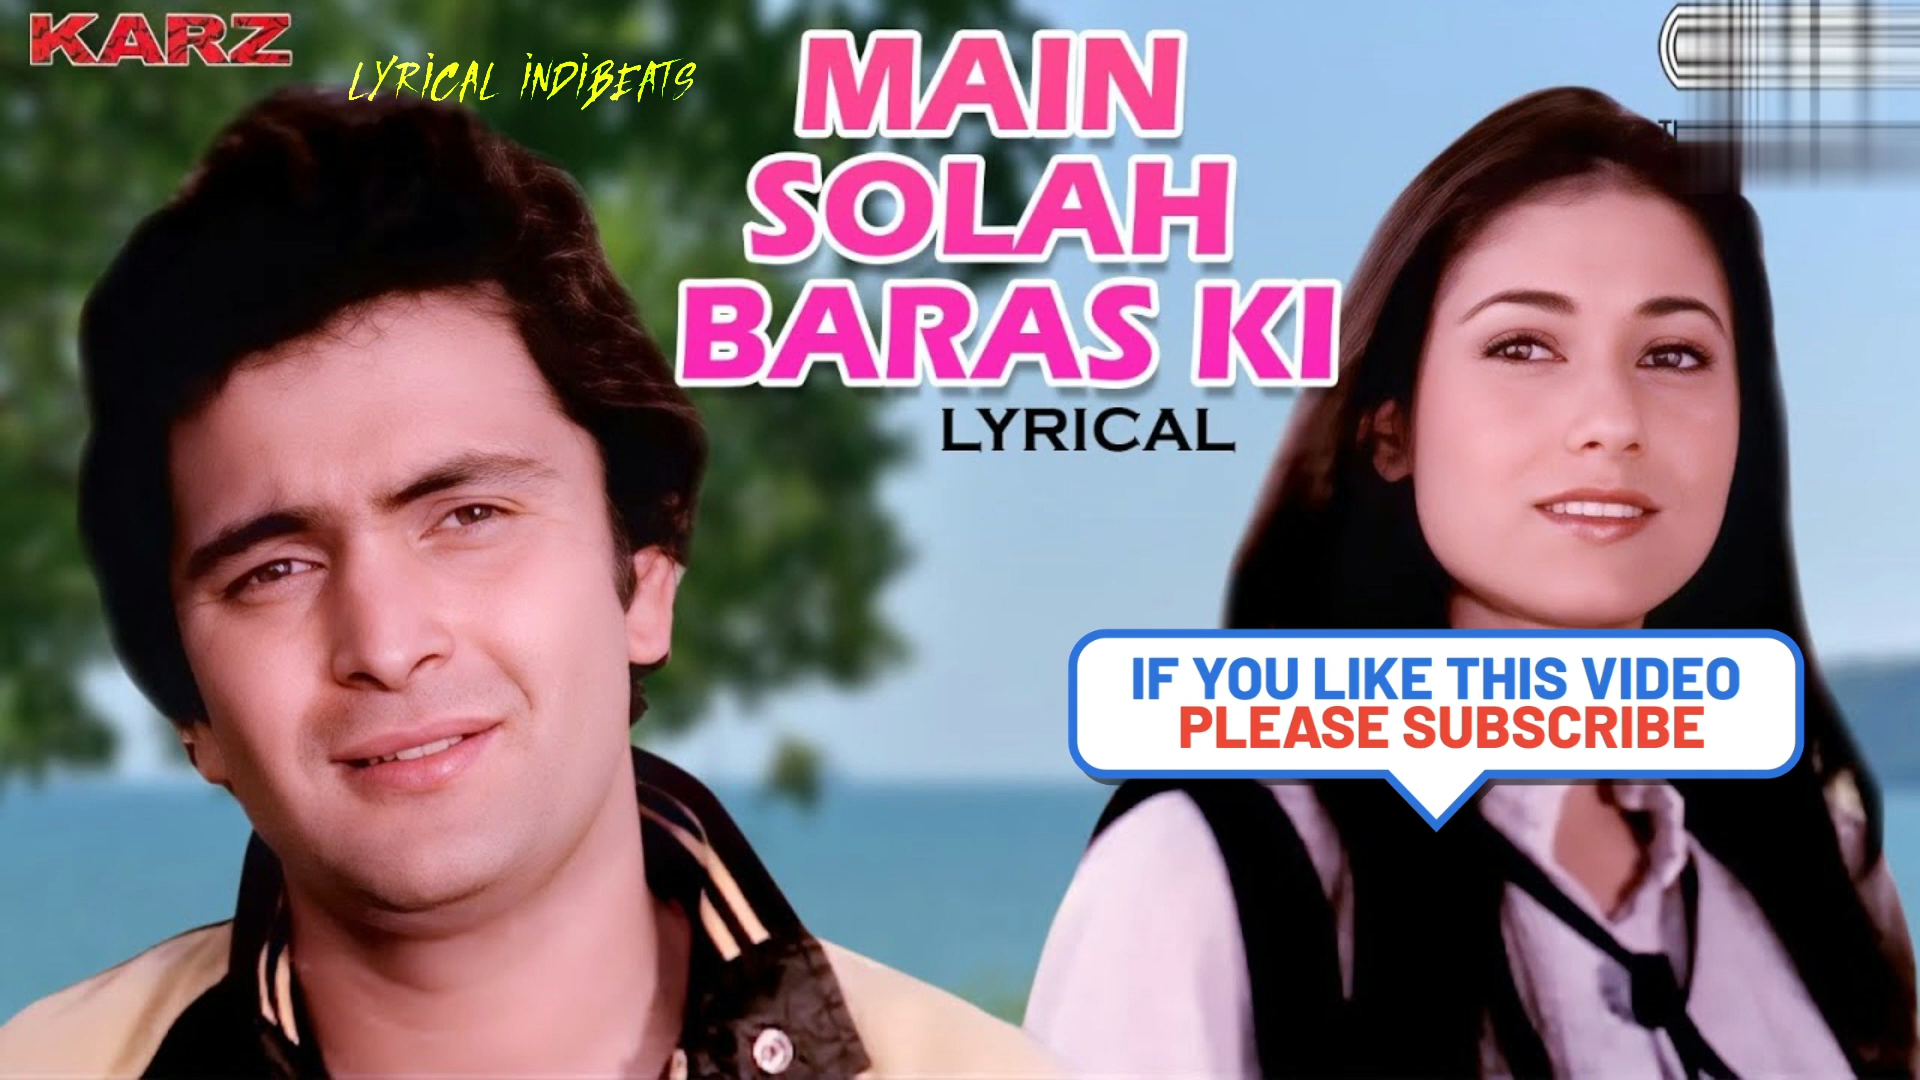 KARZ
LYRICAL INDIBEATS
MAIN
SOLAH
BARAS KI
LYRICAL
IF YOU LIKE THIS VIDEO
PLEASE SUBSCRIBE